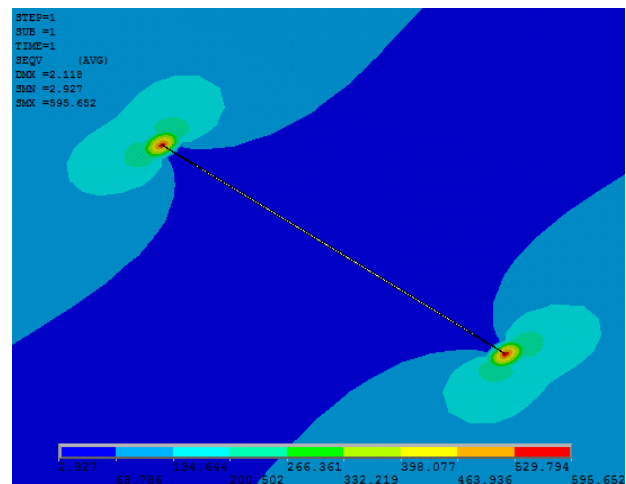 STEP=1
SUB =1
TIME=1
SEQV (AVG)
DMX =2.118
SMN =2.927
SMX =595.652
2.927 266.361 398.077 529.794
332.219 463.936 595.652